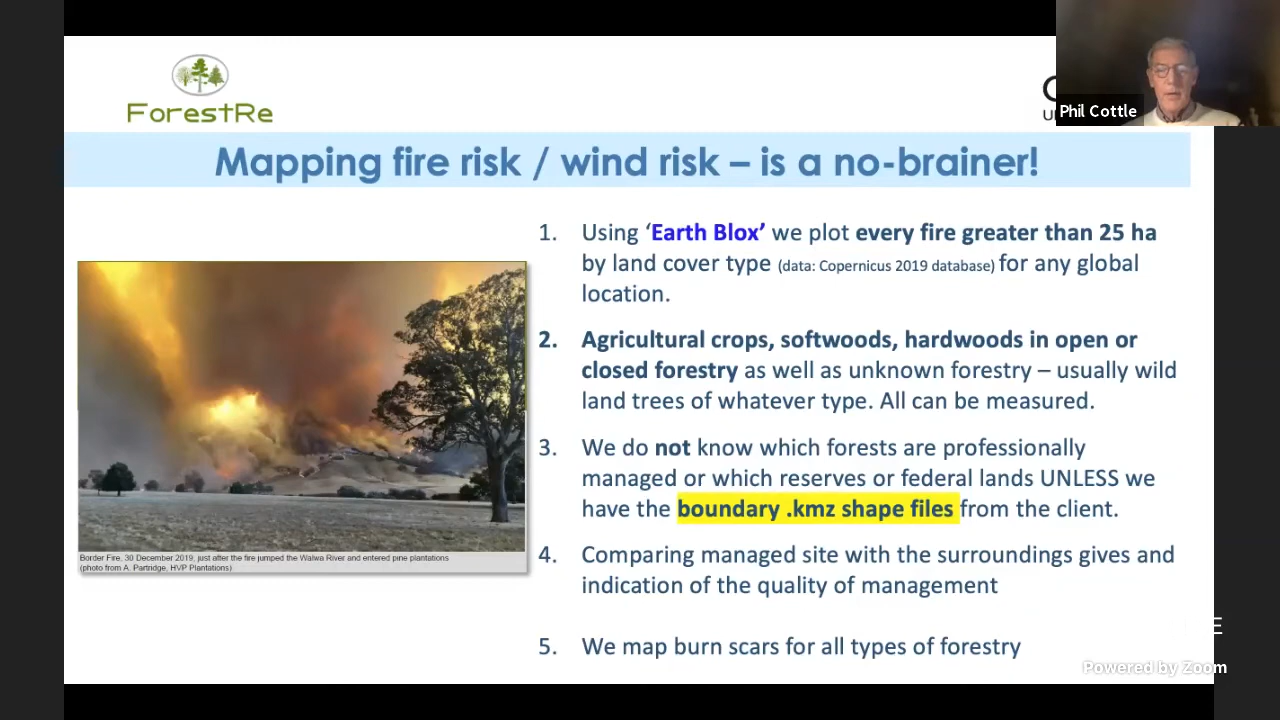 ForestRe
Phil Cottle
Mapping fire risk / wind risk – is a no-brainer!
1. Using ‘Earth Blox’ we plot every fire greater than 25 ha
by land cover type (data: Copernicus 2019 database) for any global
location.
2. Agricultural crops, softwoods, hardwoods in open or
closed forestry as well as unknown forestry – usually wild
land trees of whatever type. All can be measured.
3. We do not know which forests are professionally
managed or which reserves or federal lands UNLESS we
have the boundary .kmz shape files from the client.
4. Comparing managed site with the surroundings gives and
indication of the quality of management
5. We map burn scars for all types of forestry
Border Fire, 30 December 2019, just after the fire jumped the Walwa River and entered pine plantations
(photo from A. Partridge, HVP Plantations)
Powered by Zoom